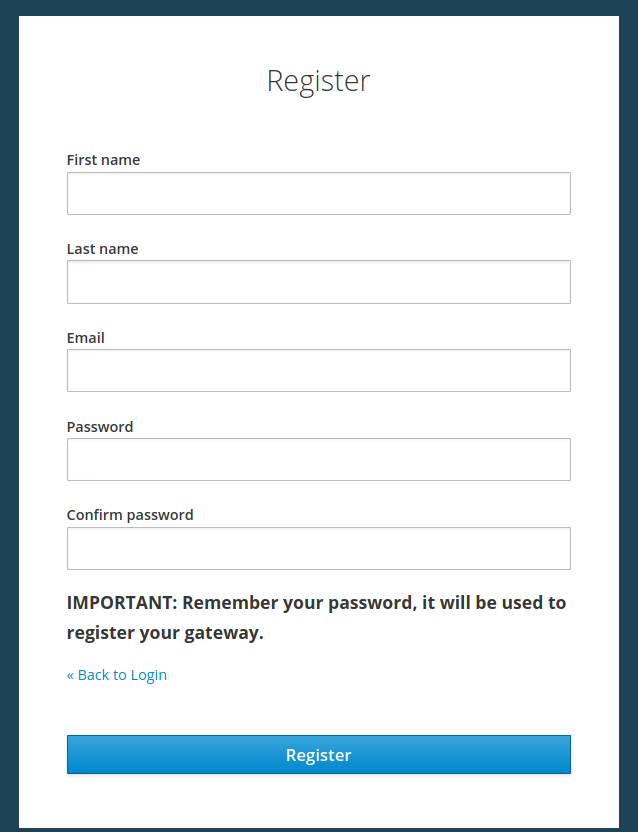 Register
First name
Last name
Email
Password
Confirm password
IMPORTANT: Remember your password, it will be used to
register your gateway.
« Back to Login
Register